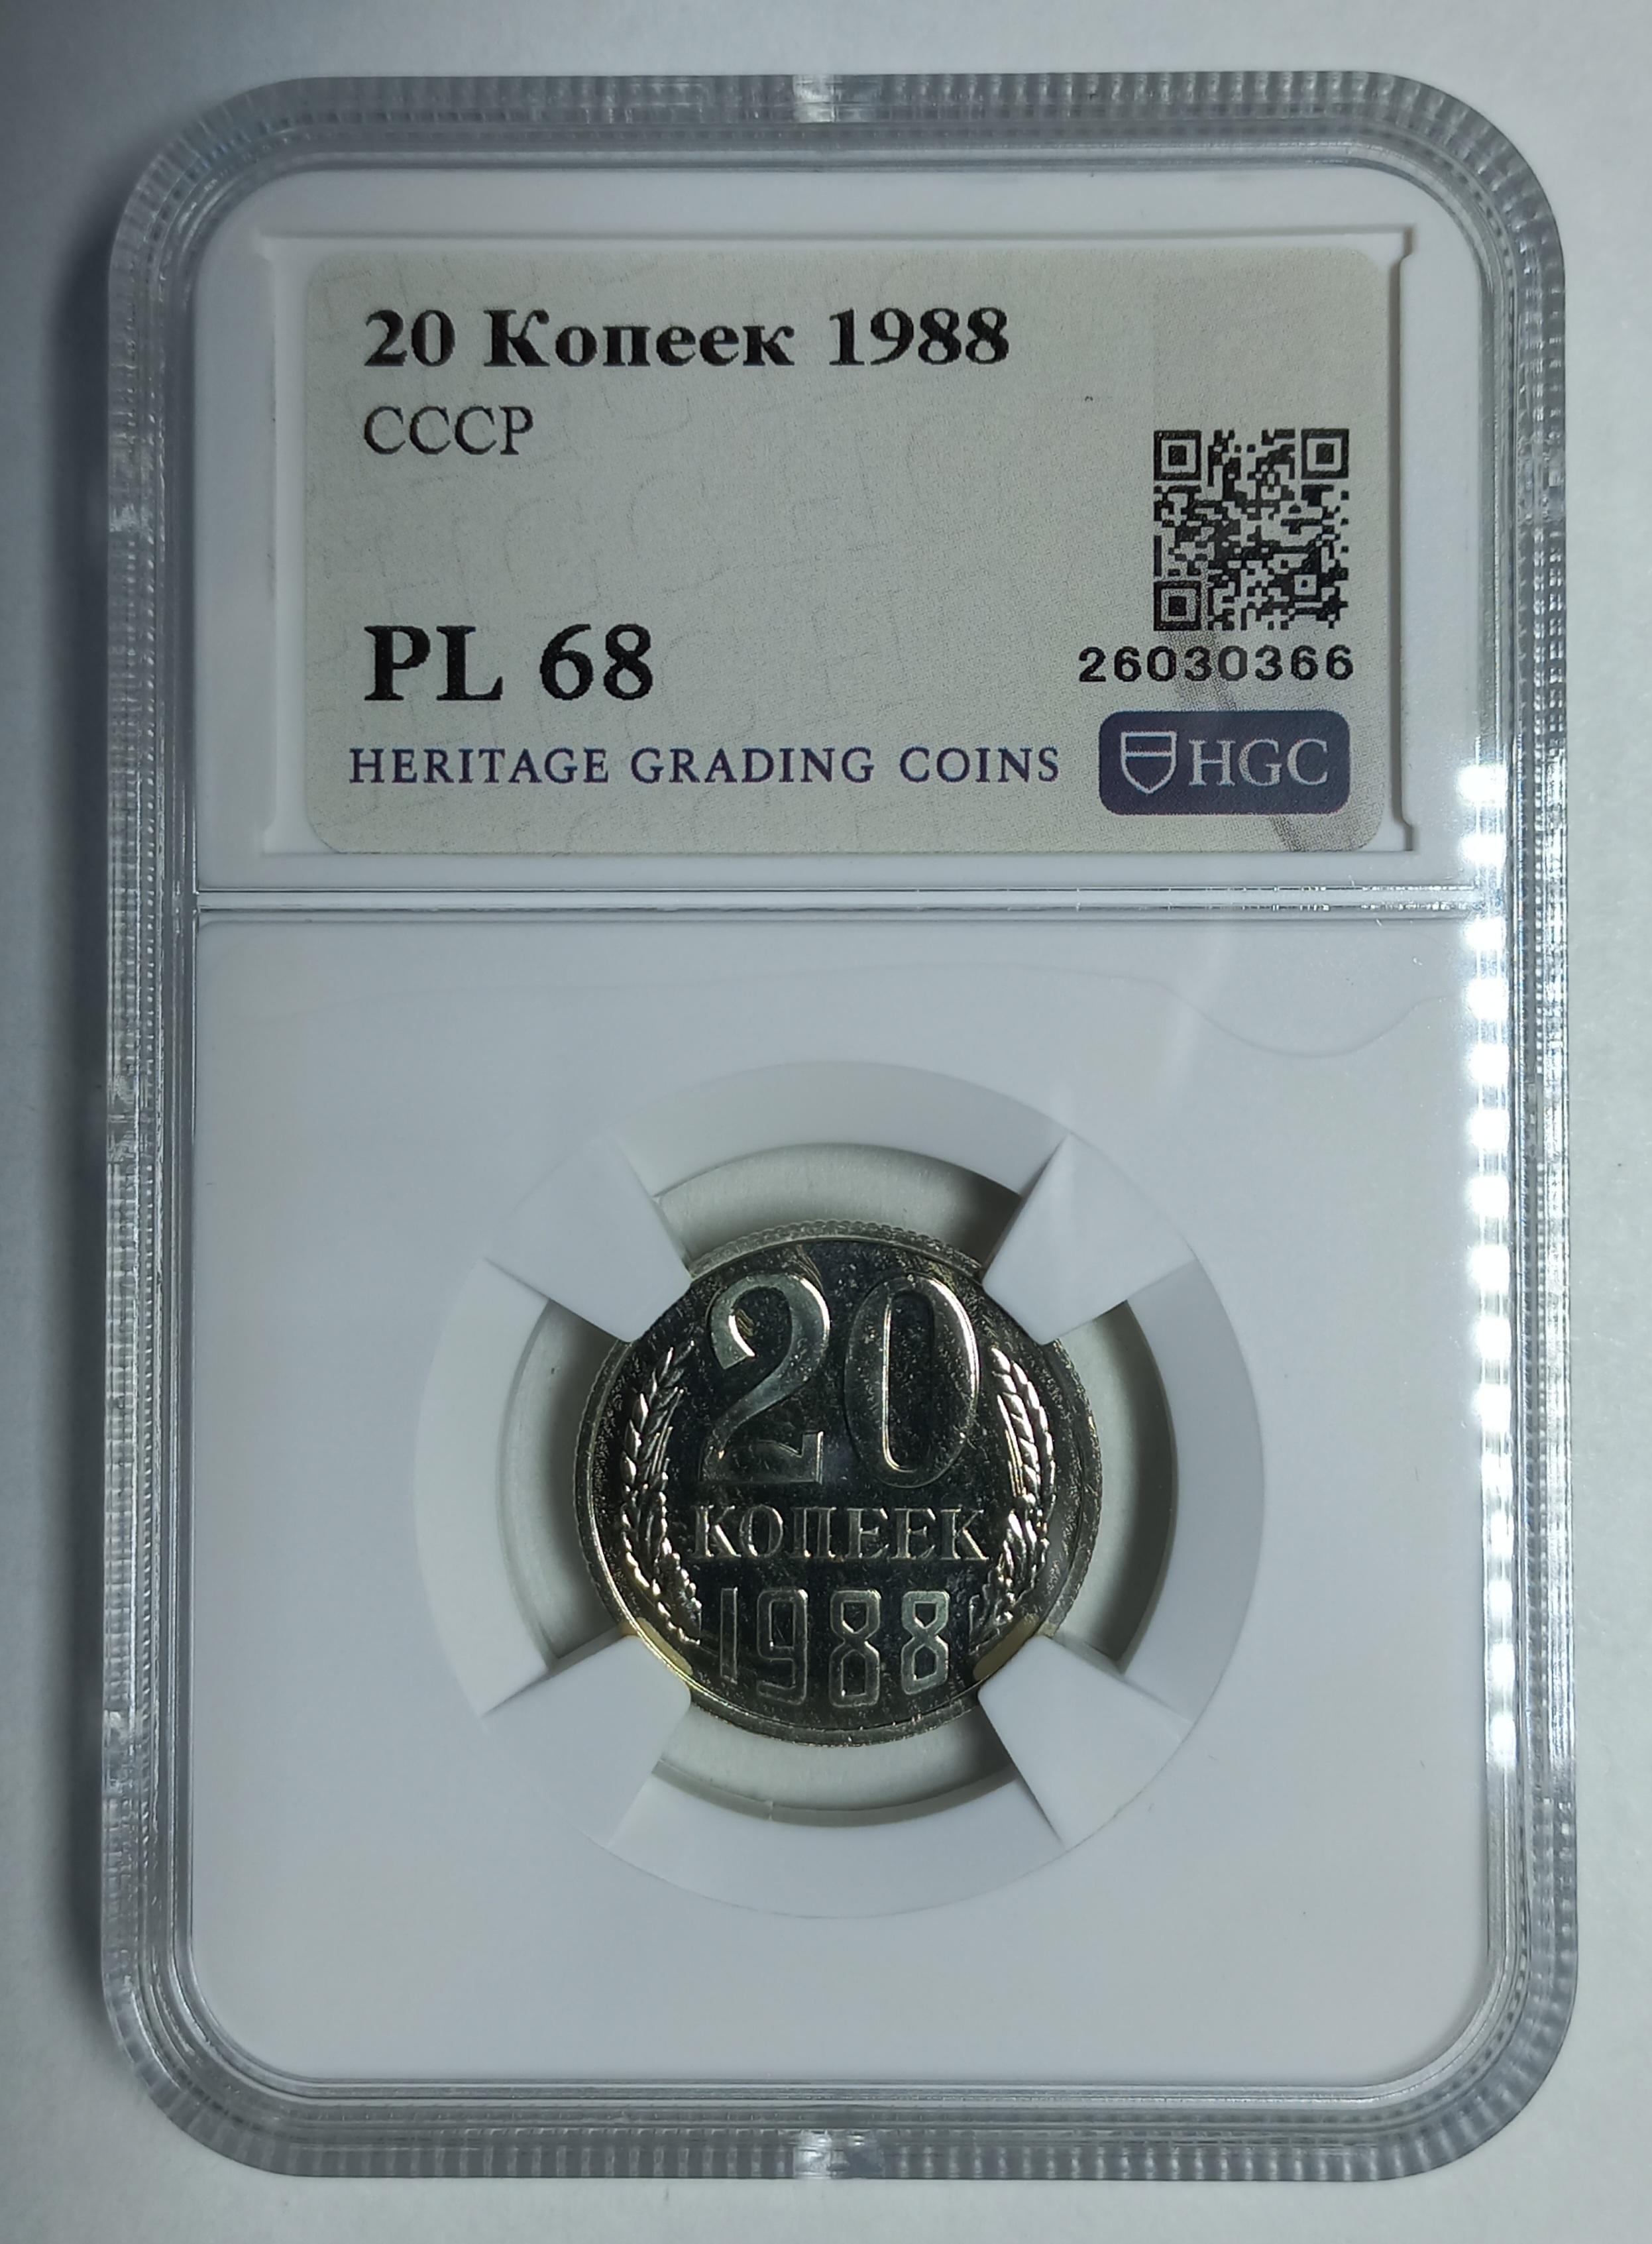 20 Копеек 1988
СССР
PL 68
26030366
HERITAGE GRADING COINS
HGC
20
КОПЕЕК
1988